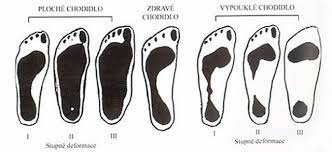 PLOCHÉ CHODIDLO
ZDRAVÉ
CHODIDLO
VYPOUKLÉ CHODIDLO
I
II
III
I
II
III
Stupně deformace
Stupně deformace